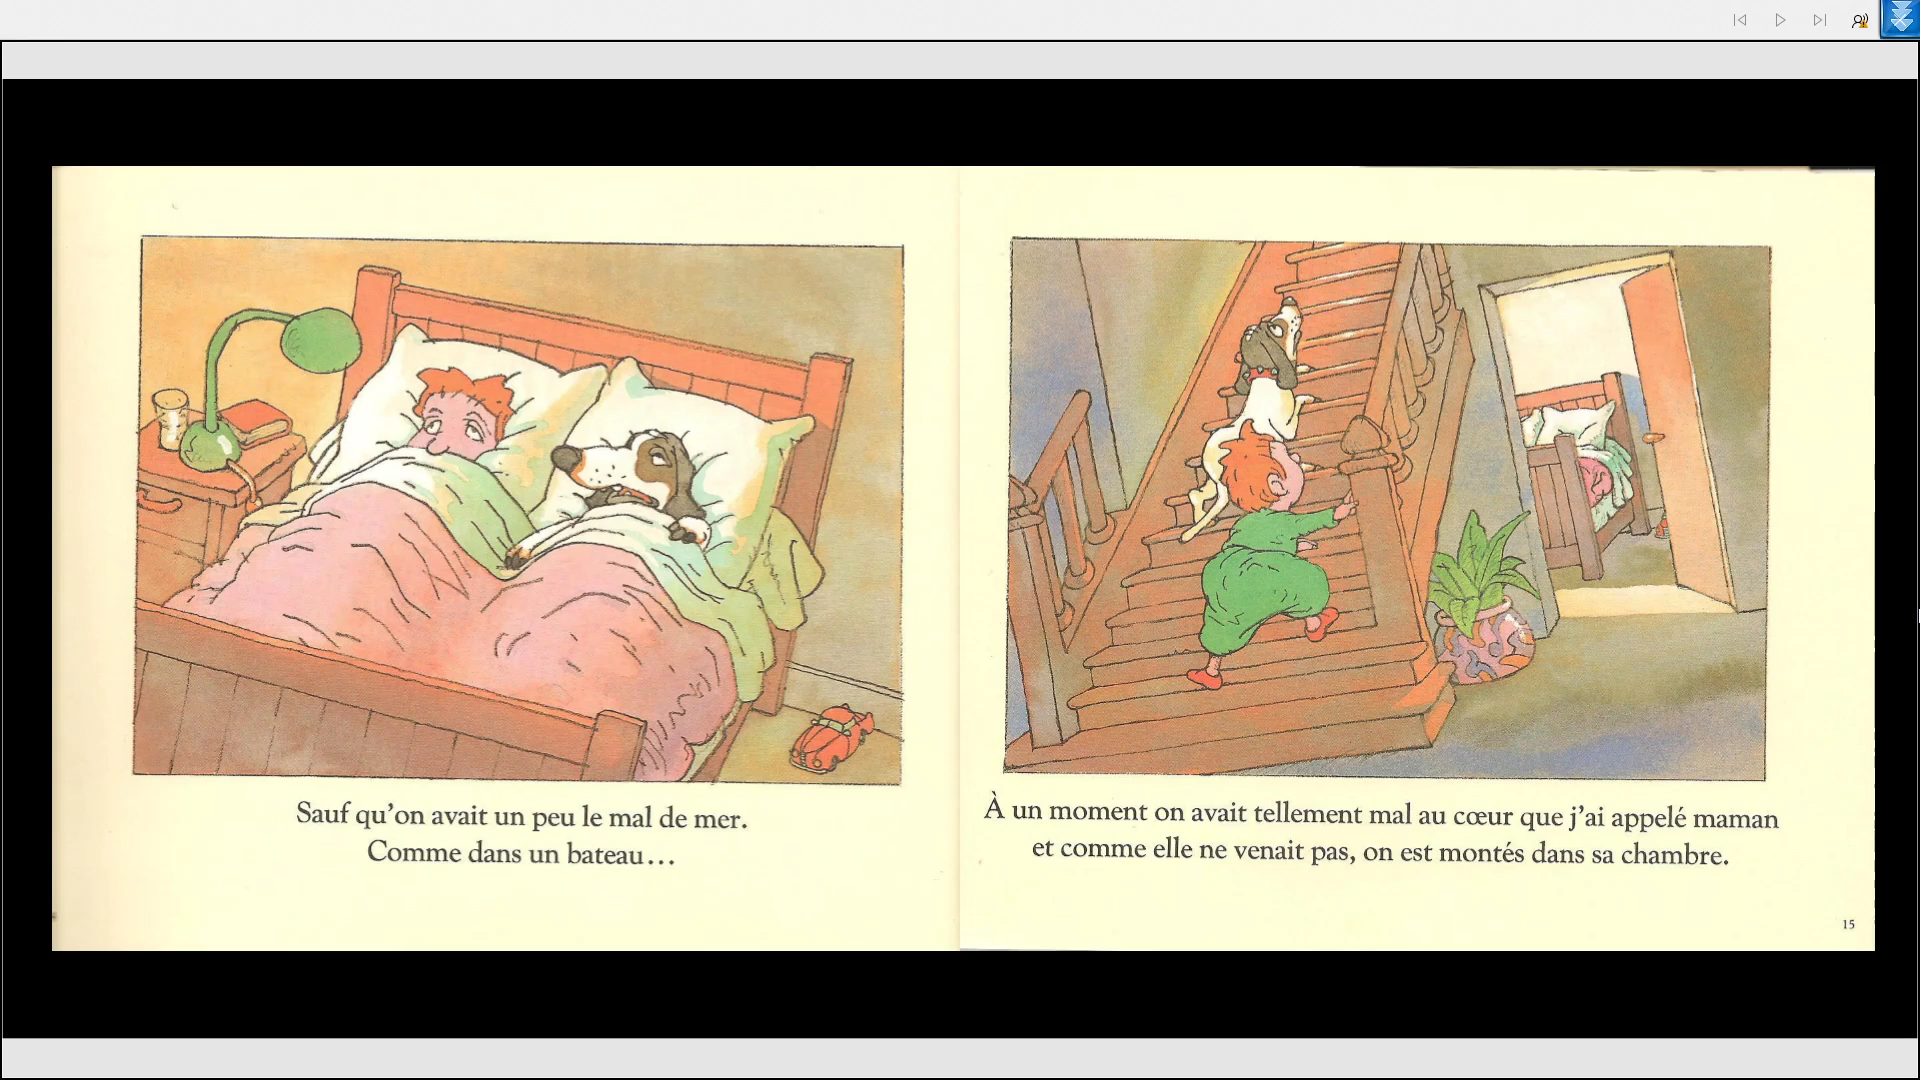 Sauf qu'on avait un peu le mal de mer.
Comme dans un bateau…
À un moment on avait tellement mal au cœur que j'ai appelé maman
et comme elle ne venait pas, on est montés dans sa chambre.
15